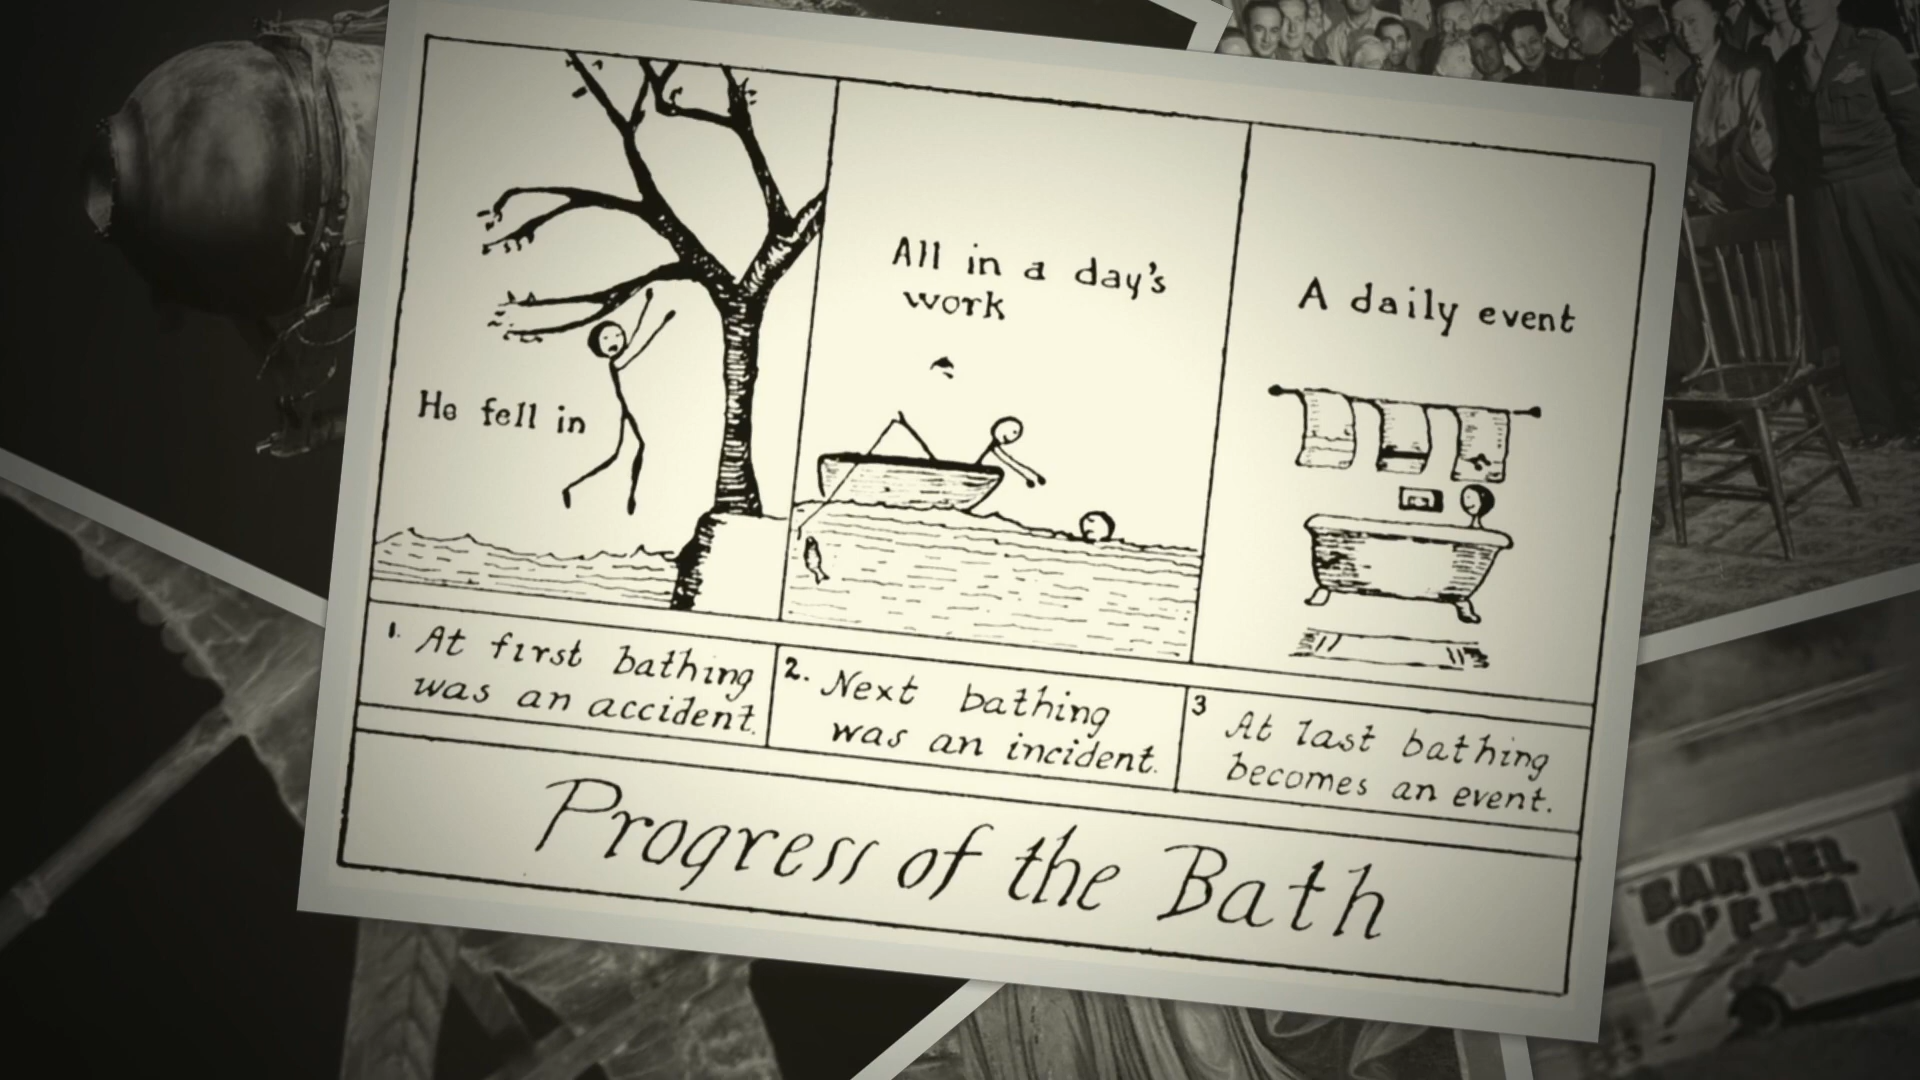 He fell in
All in a day's
work
A daily event
1. At first bathing
was an accident.
2. Next bathing
was an incident.
3 At last bathing
becomes an event.
Progress of the Bath
BARREL
O' FUN